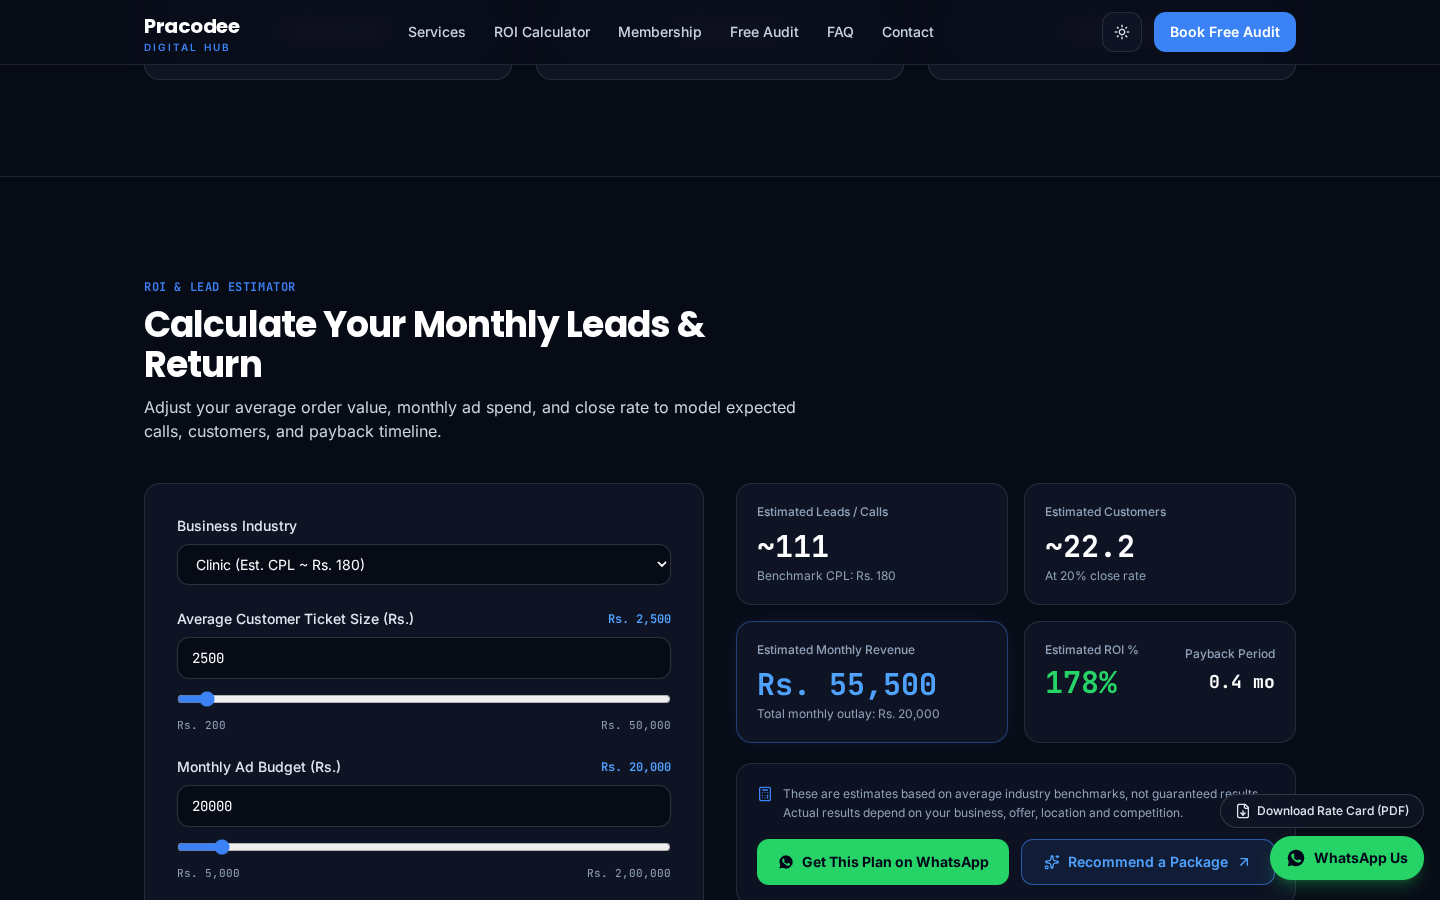 Pracodee
DIGITAL HUB
Services
ROI Calculator
Membership
Free Audit
FAQ
Contact
Book Free Audit
ROI & LEAD ESTIMATOR
Calculate Your Monthly Leads &
Return
Adjust your average order value, monthly ad spend, and close rate to model expected
calls, customers, and payback timeline.
Business Industry
Clinic (Est. CPL ~ Rs. 180)
Average Customer Ticket Size (Rs.)
Rs. 2,500
2500
Rs. 200
Rs. 50,000
Monthly Ad Budget (Rs.)
Rs. 20,000
20000
Rs. 5,000
Rs. 2,00,000
Estimated Leads / Calls
~111
Benchmark CPL: Rs. 180
Estimated Customers
~22.2
At 20% close rate
Estimated Monthly Revenue
Rs. 55,500
Total monthly outlay: Rs. 20,000
Estimated ROI %
178%
Payback Period
0.4 mo
These are estimates based on average industry benchmarks, not guaranteed results.
Actual results depend on your business, offer, location and competition.
Get This Plan on WhatsApp
Recommend a Package
Download Rate Card (PDF)
WhatsApp Us